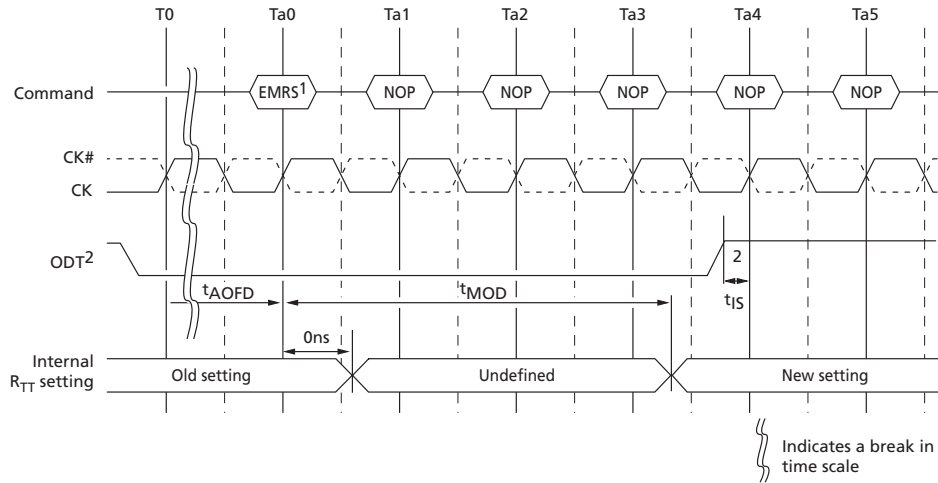 T0 Ta0 Ta1 Ta2 Ta3 Ta4 Ta5
Command EMRS1 NOP NOP NOP NOP NOP
CK#
CK
ODT2 2
tAOFD tMOD tIS
0ns
Internal
RTT setting Old setting Undefined New setting
Indicates a break in
time scale